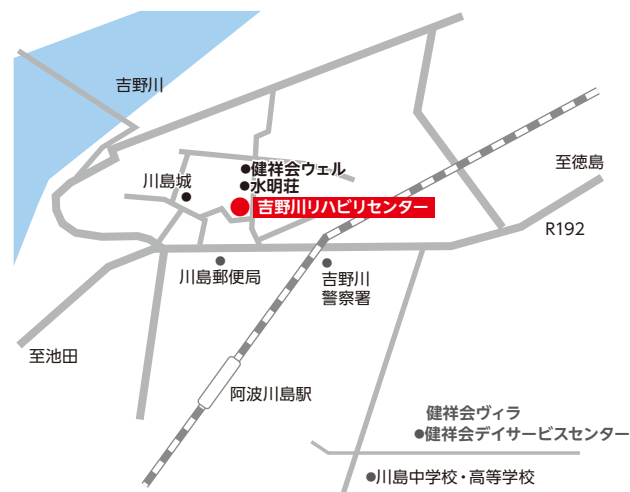 吉野川
健祥会ウェル
水明荘
川島城
吉野川リハビリセンター
至徳島
R192
川島郵便局
吉野川
警察署
至池田
阿波川島駅
健祥会ヴィラ
健祥会デイサービスセンター
川島中学校・高等学校